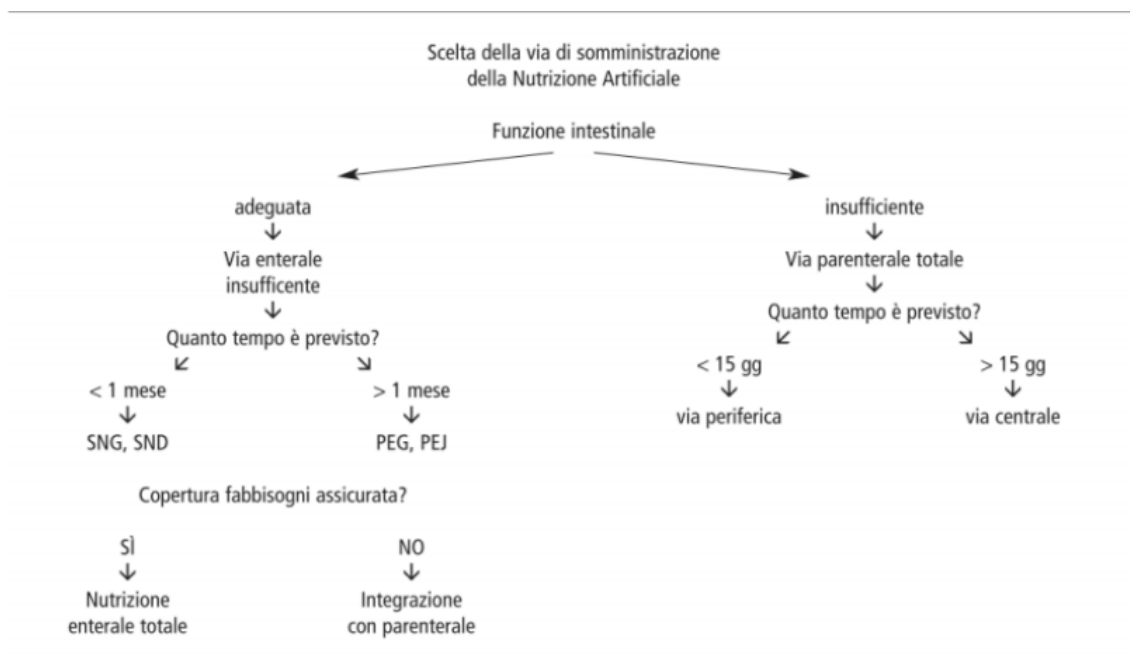 Scelta della via di somministrazione
della Nutrizione Artificiale
Funzione intestinale
adeguata
insufficiente
Via enterale
insufficente
Via parenterale totale
Quanto tempo è previsto?
Quanto tempo è previsto?
< 1 mese
> 1 mese
< 15 gg
> 15 gg
SNG, SND
PEG, PEJ
via periferica
via centrale
Copertura fabbisogni assicurata?
SÌ
NO
Nutrizione
enterale totale
Integrazione
con parenterale